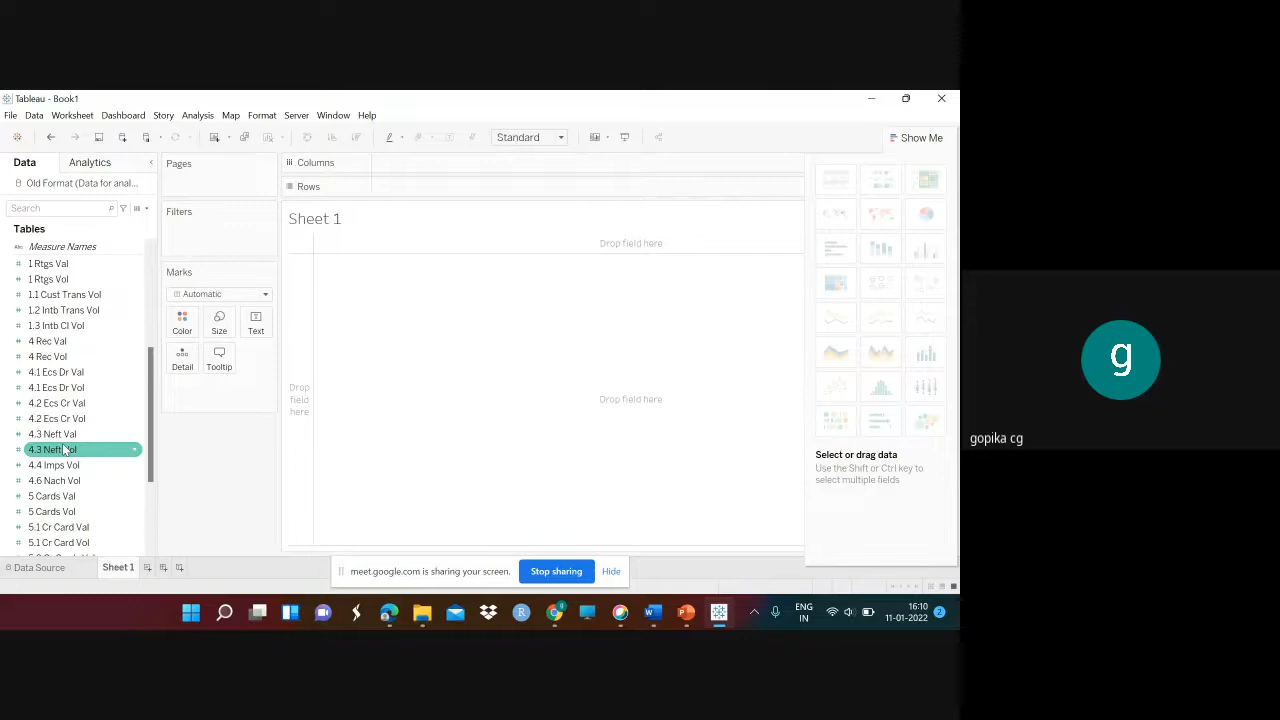 Tableau - Book1
File Data Worksheet Dashboard Story Analysis Map Format Server Window Help
Standard
Show Me
Data Analytics
Pages
Columns
Old Format (Data for anal...
Rows
Search
Filters
Sheet 1
Tables
Abc Measure Names
Drop field here
1 Rtgs Val
1 Rtgs Vol
Marks
1.1 Cust Trans Vol
Automatic
1.2 Intb Trans Vol
1.3 Intb Cl Vol
Color Size Text
4 Rec Val
4 Rec Vol
Detail Tooltip
4.1 Ecs Dr Val
4.1 Ecs Dr Vol
4.2 Ecs Cr Val
4.2 Ecs Cr Vol
4.3 Neft Val
4.3 Neft Vol
4.4 Imps Vol
4.6 Nach Vol
5 Cards Val
5 Cards Vol
5.1 Cr Card Val
5.1 Cr Card Vol
Drop
field
here
Drop field here
Select or drag data
Use the Shift or Ctrl key to
select multiple fields
Data Source Sheet 1
meet.google.com is sharing your screen. Stop sharing Hide
ENG
IN
16:10
11-01-2022
2
g
gopika cg